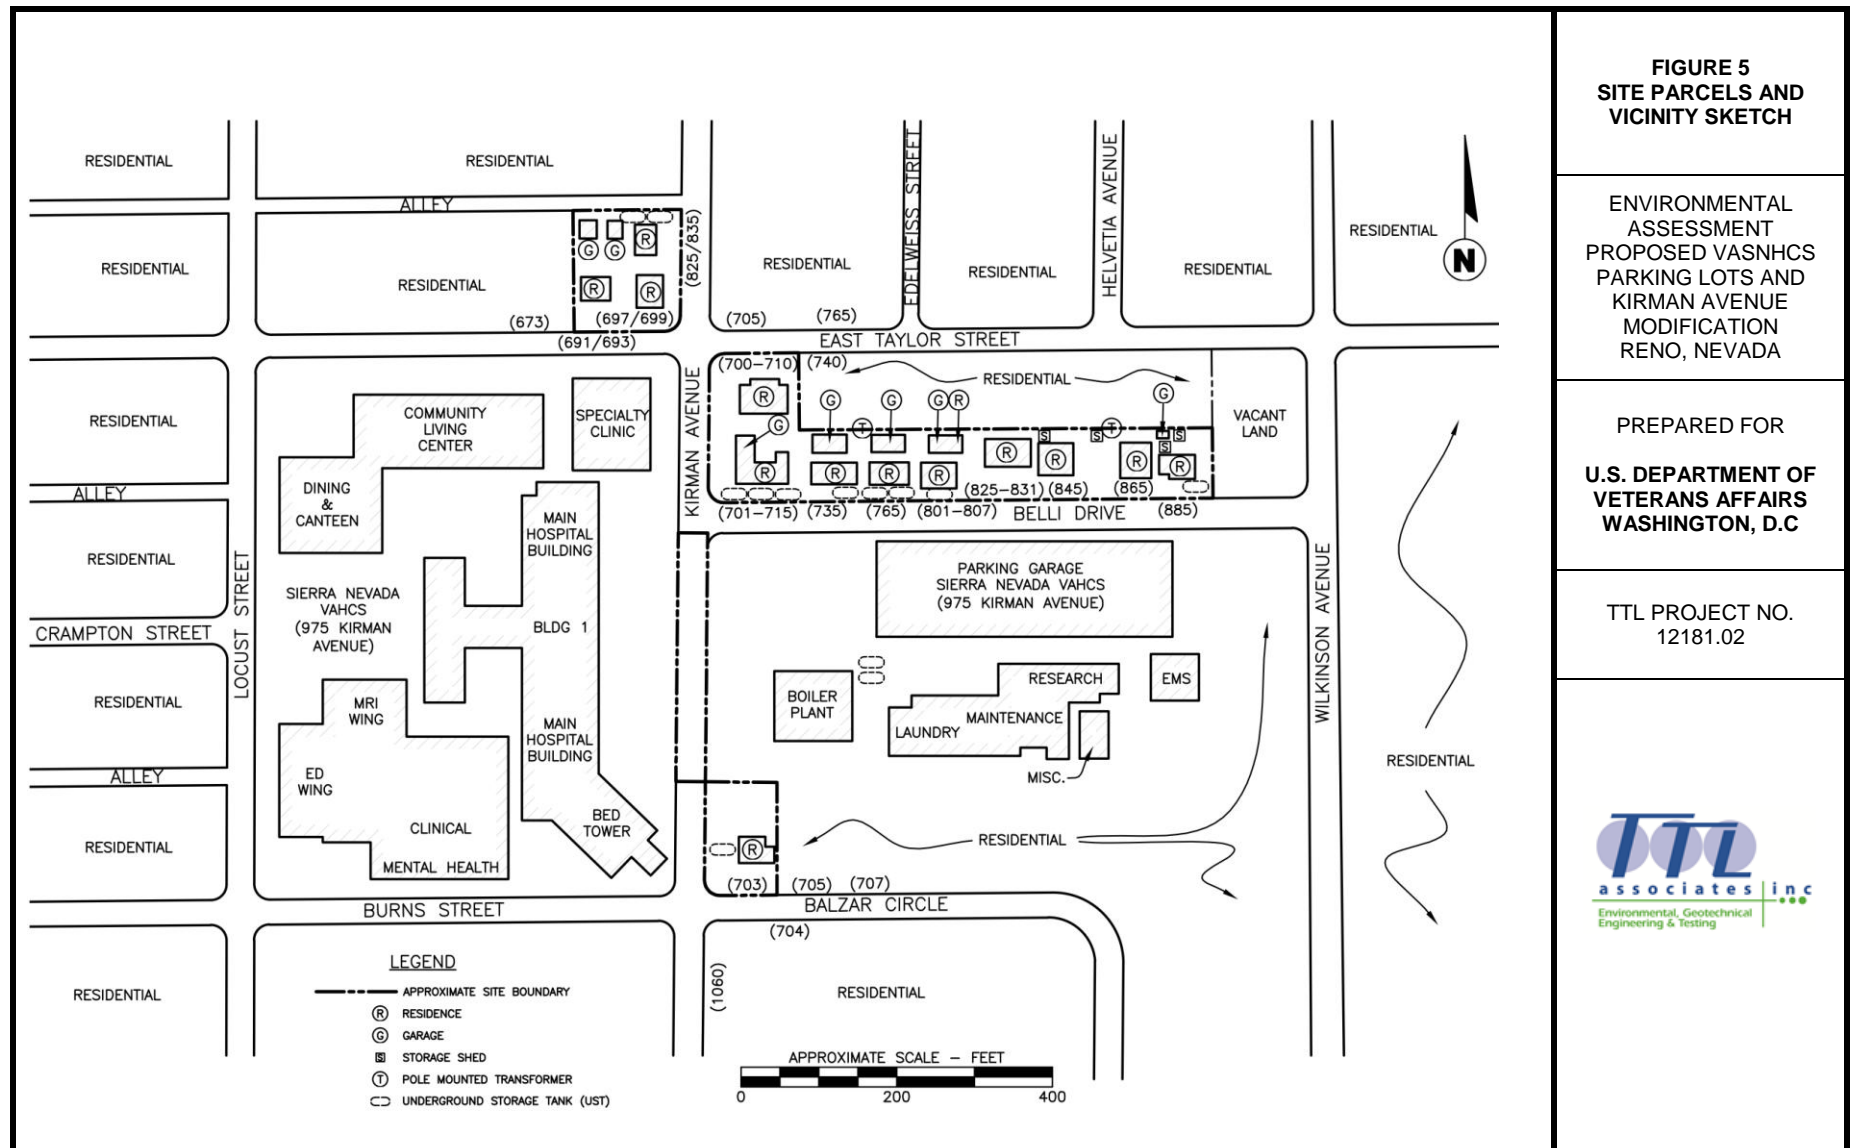 RESIDENTIAL
RESIDENTIAL
ALLEY
RESIDENTIAL
RESIDENTIAL
G
G
R
R
R
(825/835)
(673)
(697/699)
(691/693)
RESIDENTIAL
EDELWEISS STREET
RESIDENTIAL
HELVETIA AVENUE
RESIDENTIAL
RESIDENTIAL
N
(705)
(765)
EAST TAYLOR STREET
(700-710)
(740)
RESIDENTIAL
KIRMAN AVENUE
R
G
R
G
G
G
R
G
T
T
S
S
S
S
R
R
R
R
R
R
R
VACANT
LAND
(825-831)
(845)
(865)
(701-715)
(735)
(765)
(801-807)
BELLI DRIVE
(885)
RESIDENTIAL
ALLEY
RESIDENTIAL
CRAMPTON STREET
LOCUST STREET
RESIDENTIAL
ALLEY
RESIDENTIAL
COMMUNITY
LIVING
CENTER
SPECIALTY
CLINIC
DINING
&
CANTEEN
MAIN
HOSPITAL
BUILDING
SIERRA NEVADA
VAHCS
(975 KIRMAN
AVENUE)
BLDG 1
MRI
WING
MAIN
HOSPITAL
BUILDING
ED
WING
CLINICAL
MENTAL HEALTH
BED
TOWER
PARKING GARAGE
SIERRA NEVADA VAHCS
(975 KIRMAN AVENUE)
WILKINSON AVENUE
BOILER
PLANT
RESEARCH
MAINTENANCE
LAUNDRY
EMS
MISC.
RESIDENTIAL
RESIDENTIAL
R
(703)
(705)
(707)
BURNS STREET
BALZAR CIRCLE
(704)
(1060)
RESIDENTIAL
RESIDENTIAL
LEGEND
APPROXIMATE SITE BOUNDARY
R RESIDENCE
G GARAGE
S STORAGE SHED
T POLE MOUNTED TRANSFORMER
UNDERGROUND STORAGE TANK (UST)
APPROXIMATE SCALE - FEET
0 200 400
FIGURE 5
SITE PARCELS AND
VICINITY SKETCH
ENVIRONMENTAL
ASSESSMENT
PROPOSED VASNHCS
PARKING LOTS AND
KIRMAN AVENUE
MODIFICATION
RENO, NEVADA
PREPARED FOR
U.S. DEPARTMENT OF
VETERANS AFFAIRS
WASHINGTON, D.C
TTL PROJECT NO.
12181.02
TTL
associates inc
Environmental, Geotechnical
Engineering & Testing